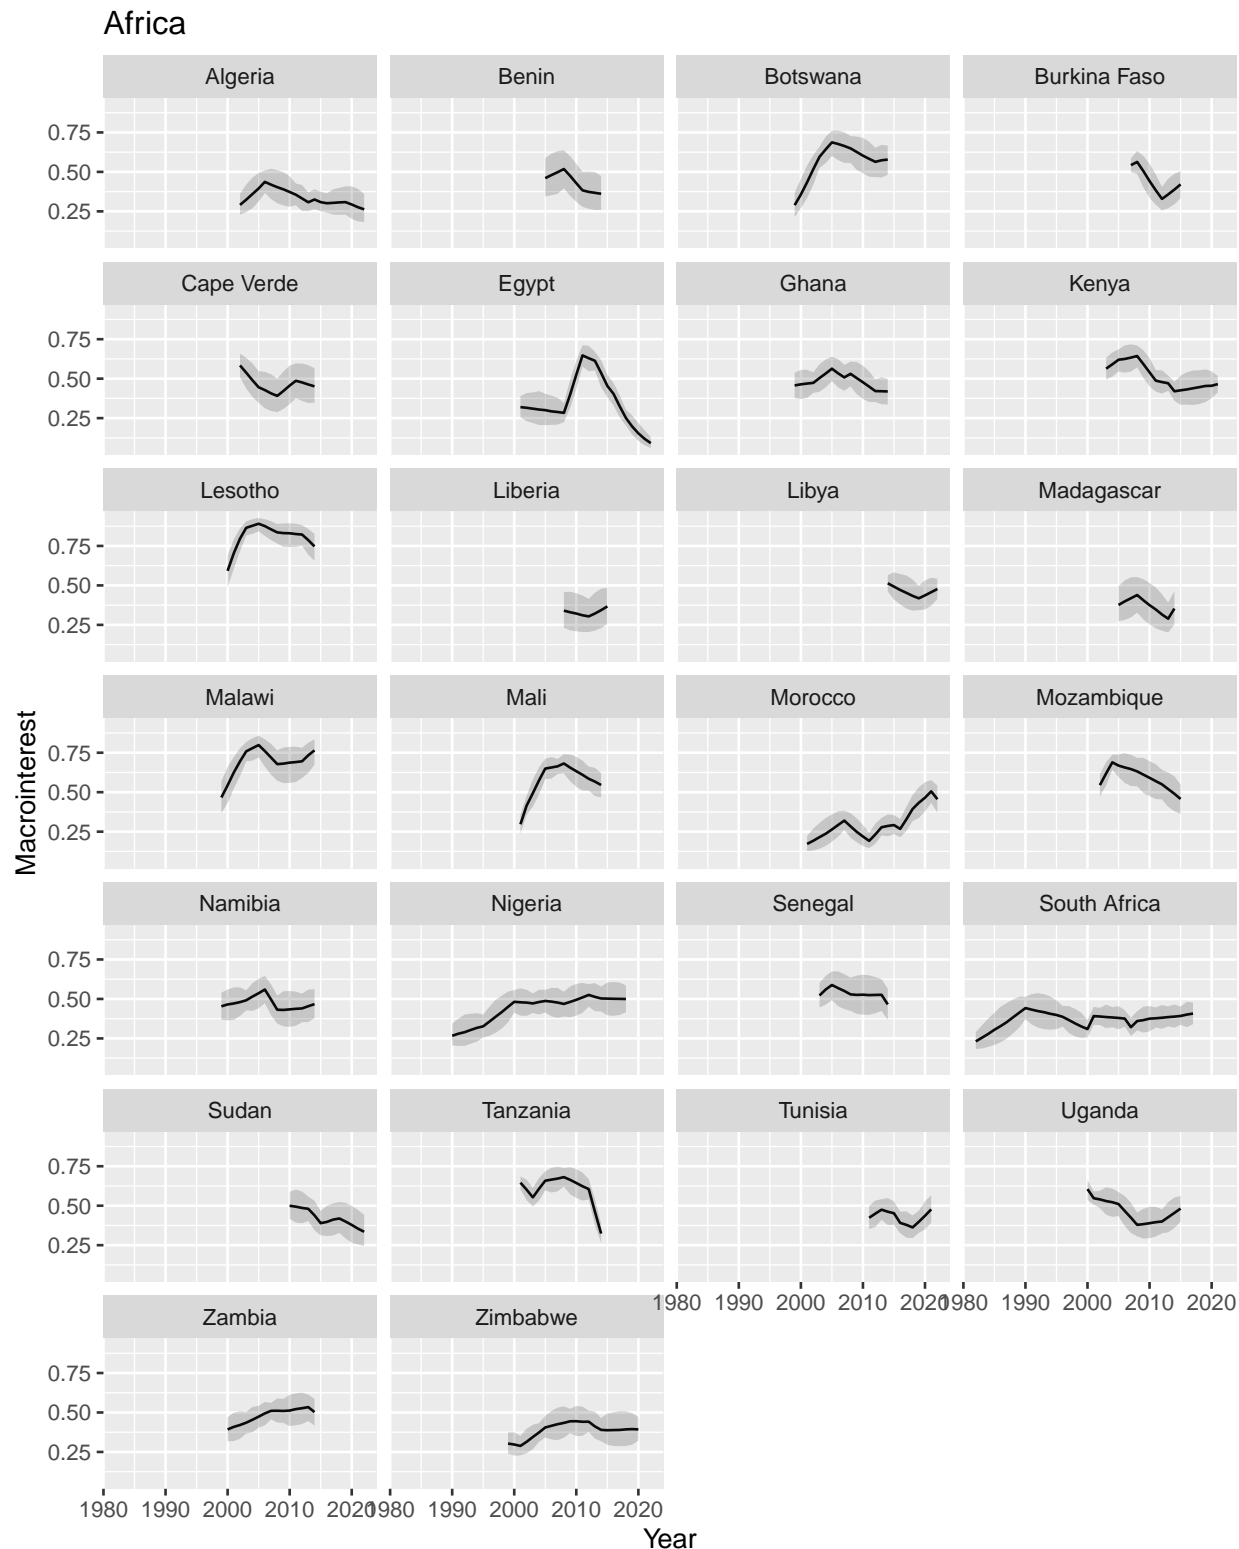 Africa
Algeria Benin Botswana Burkina Faso
0.75
0.50
0.25
Cape Verde Egypt Ghana Kenya
0.75
0.50
0.25
Lesotho Liberia Libya Madagascar
0.75
0.50
0.25
Malawi Mali Morocco Mozambique
0.75
0.50
0.25
Namibia Nigeria Senegal South Africa
0.75
0.50
0.25
Sudan Tanzania Tunisia Uganda
0.75
0.50
0.25
1980 1990 2000 2010 2020 1980 1990 2000 2010 2020
Zambia Zimbabwe
0.75
0.50
0.25
1980 1990 2000 2010 2020 1980 1990 2000 2010 2020
Year
Macrointerest